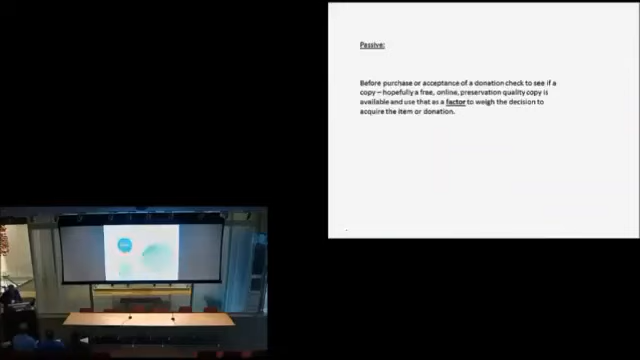 Passive:
Before purchase or acceptance of a donation check to see if a
copy – hopefully a free, online, preservation quality copy is
available and use that as a factor to weigh the decision to
acquire the item or donation.